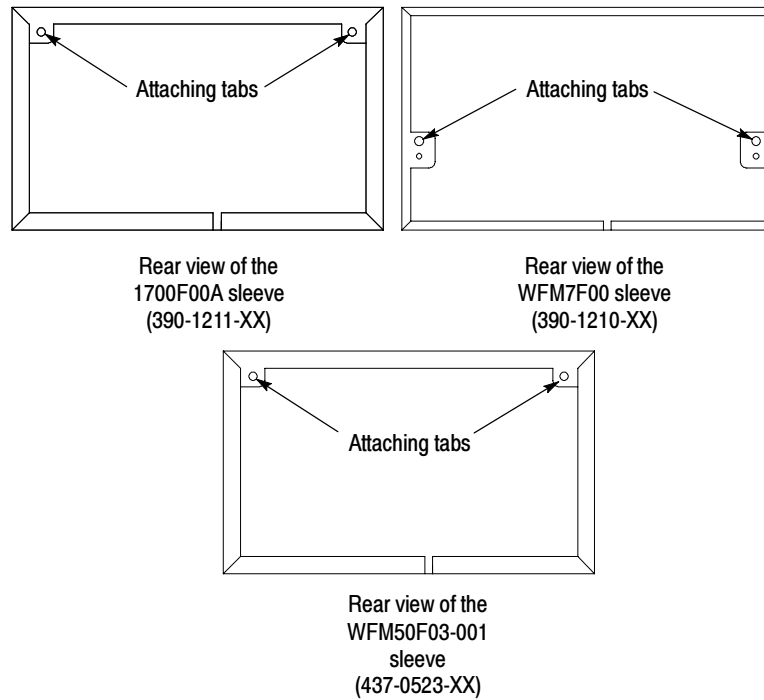 Attaching tabs
Attaching tabs
Rear view of the
1700F00A sleeve
(390-1211-XX)
Rear view of the
WFM7F00 sleeve
(390-1210-XX)
Attaching tabs
Rear view of the
WFM50F03-001
sleeve
(437-0523-XX)